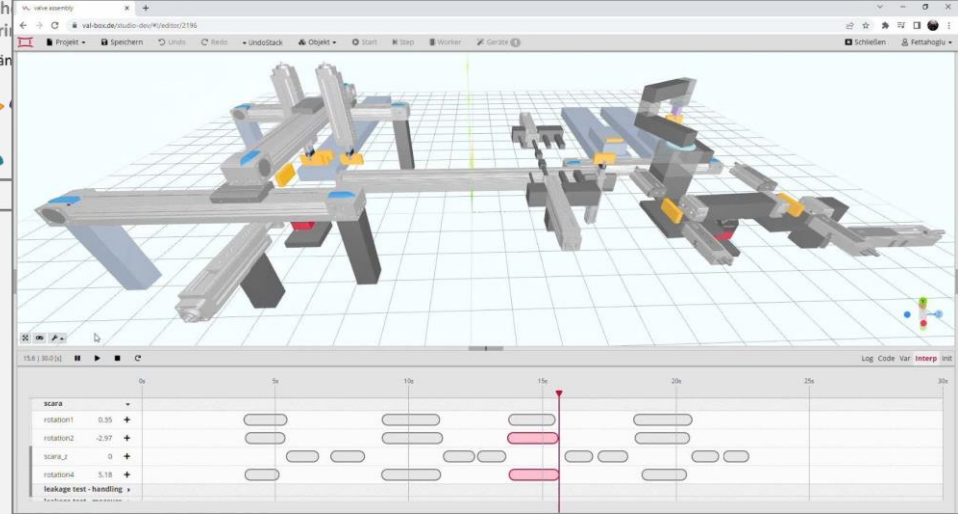 valve assembly
val-box.de/studio-dev/#/editor/2196
Projekt Speichern Undo Redo UndoStack Objekt Start Step Worker Geräte Schließen Fettahoglu
15.6 | 30.0 [s] Log Code Var Interp Init
0s 5s 10s 15s 20s 25s 30s
scara
rotation1 0.35 +
rotation2 -2.97 +
scara_z 0 +
rotation4 5.18 +
leakage test - handling